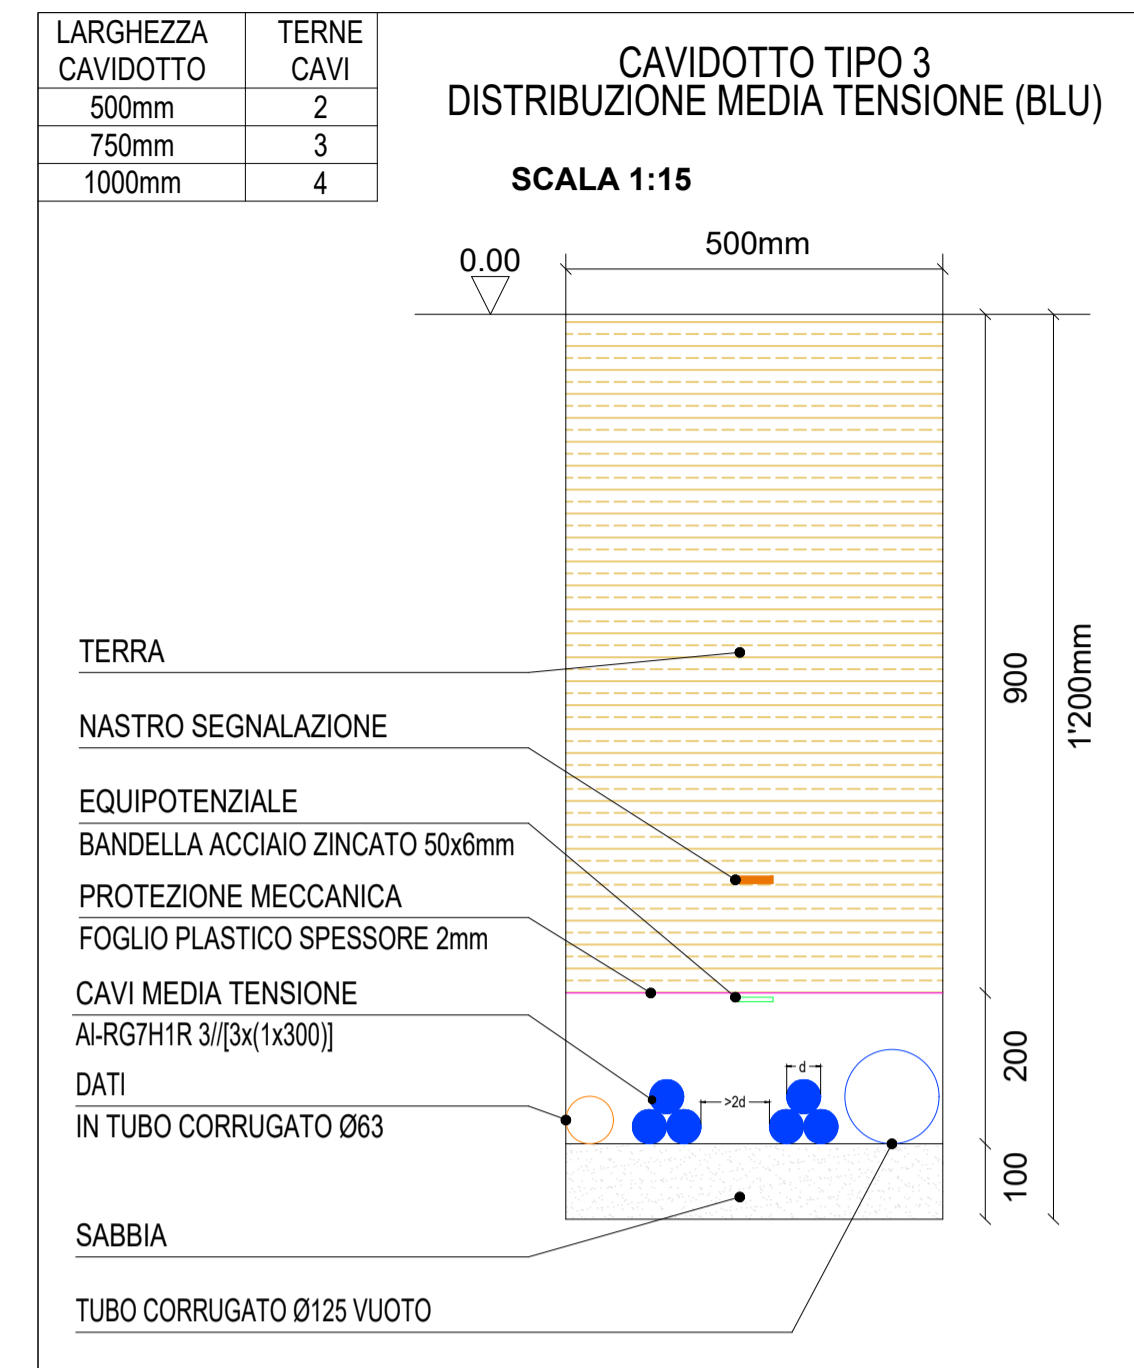 LARGHEZZA CAVIDOTTO
TERNE CAVI
500mm 2
750mm 3
1000mm 4
CAVIDOTTO TIPO 3
DISTRIBUZIONE MEDIA TENSIONE (BLU)
SCALA 1:15
0.00
500mm
TERRA
NASTRO SEGNALAZIONE
EQUIPOTENZIALE
BANDELLA ACCIAIO ZINCATO 50x6mm
PROTEZIONE MECCANICA
FOGLIO PLASTICO SPESSORE 2mm
CAVI MEDIA TENSIONE
Al-RG7H1R 3//[3x(1x300)]
DATI
IN TUBO CORRUGATO Ø63
SABBIA
TUBO CORRUGATO Ø125 VUOTO
>2d
d
900
200
100
1'200mm